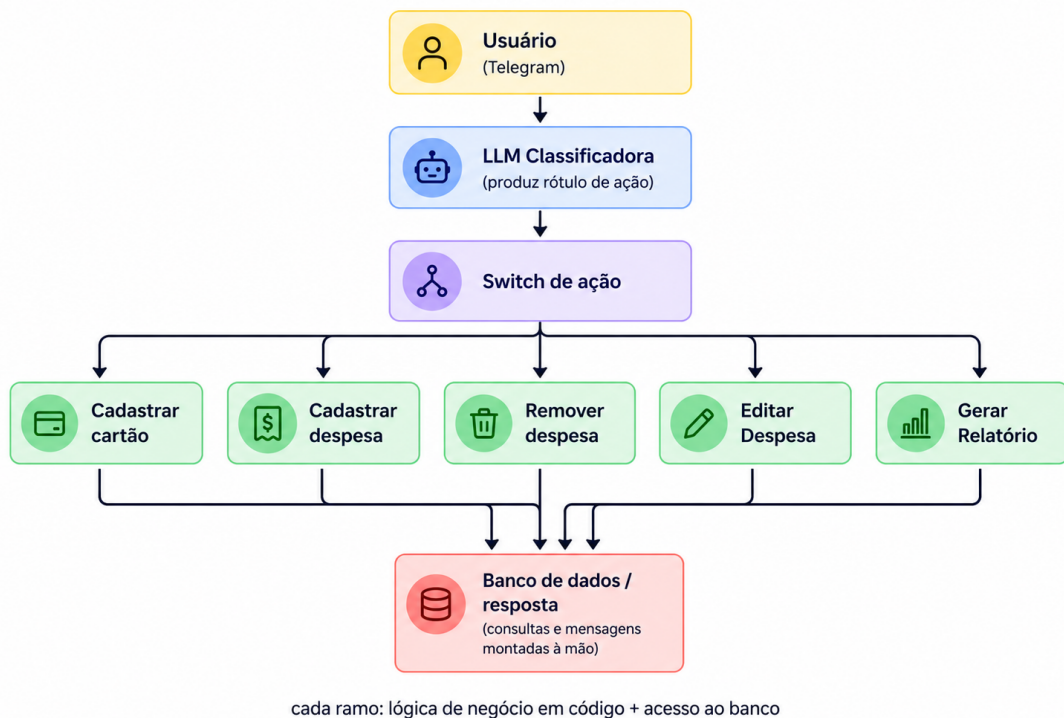 Usuário
(Telegram)
LLM Classificadora
(produz rótulo de ação)
Switch de ação
Cadastrar
cartão
$
Cadastrar
despesa
Remover
despesa
Editar
Despesa
Gerar
Relatório
Banco de dados /
resposta
(consultas e mensagens
montadas à mão)
cada ramo: lógica de negócio em código + acesso ao banco